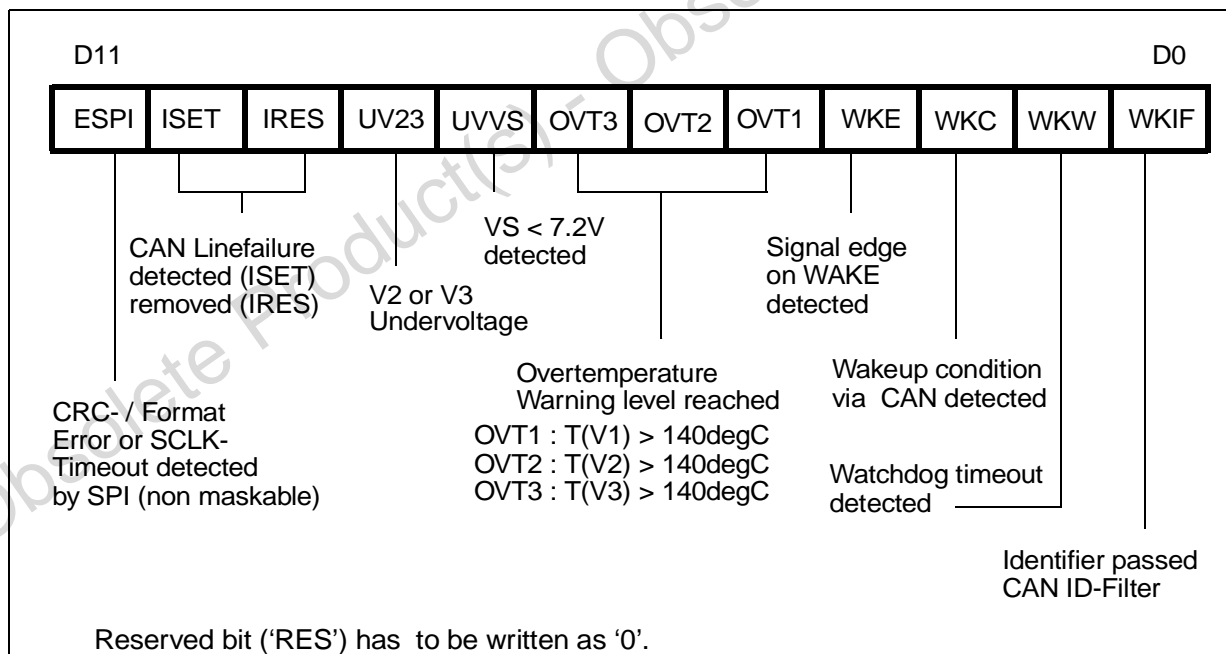 D11 D0
ESPI ISET IRES UV23 UVVS OVT3 OVT2 OVT1 WKE WKC WKW WKIF
CAN Linefailure
detected (ISET)
removed (IRES)
V2 or V3
Undervoltage
VS < 7.2V
detected
Signal edge
on WAKE
detected
CRC- / Format
Error or SCLK-
Timeout detected
by SPI (non maskable)
Overtemperature
Warning level reached
OVT1 : T(V1) > 140degC
OVT2 : T(V2) > 140degC
OVT3 : T(V3) > 140degC
Wakeup condition
via CAN detected
Watchdog timeout
detected
Identifier passed
CAN ID-Filter
Reserved bit (‘RES’) has to be written as ‘0’.
Obsolete Product(s) - Obso